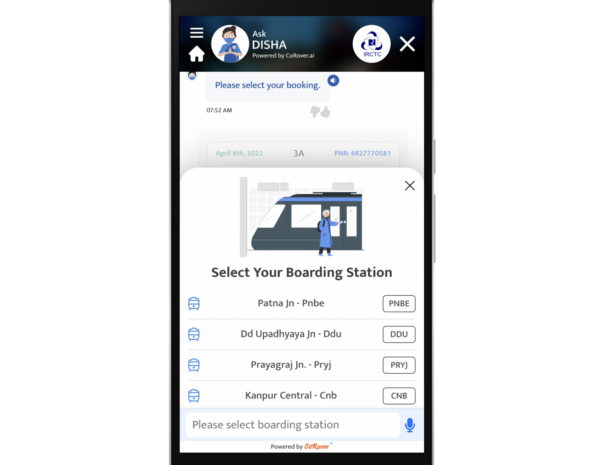 Ask
DISHA
Powered by CoRover.ai
IRCTC
Please select your booking.
07:52 AM
April 8th, 2022 3A PNR: 6827770581
Select Your Boarding Station
Patna Jn - Pnbe PNBE
Dd Upadhyaya Jn - Ddu DDU
Prayagraj Jn. - Pryj PRYJ
Kanpur Central - Cnb CNB
Please select boarding station
Powered by CoRover